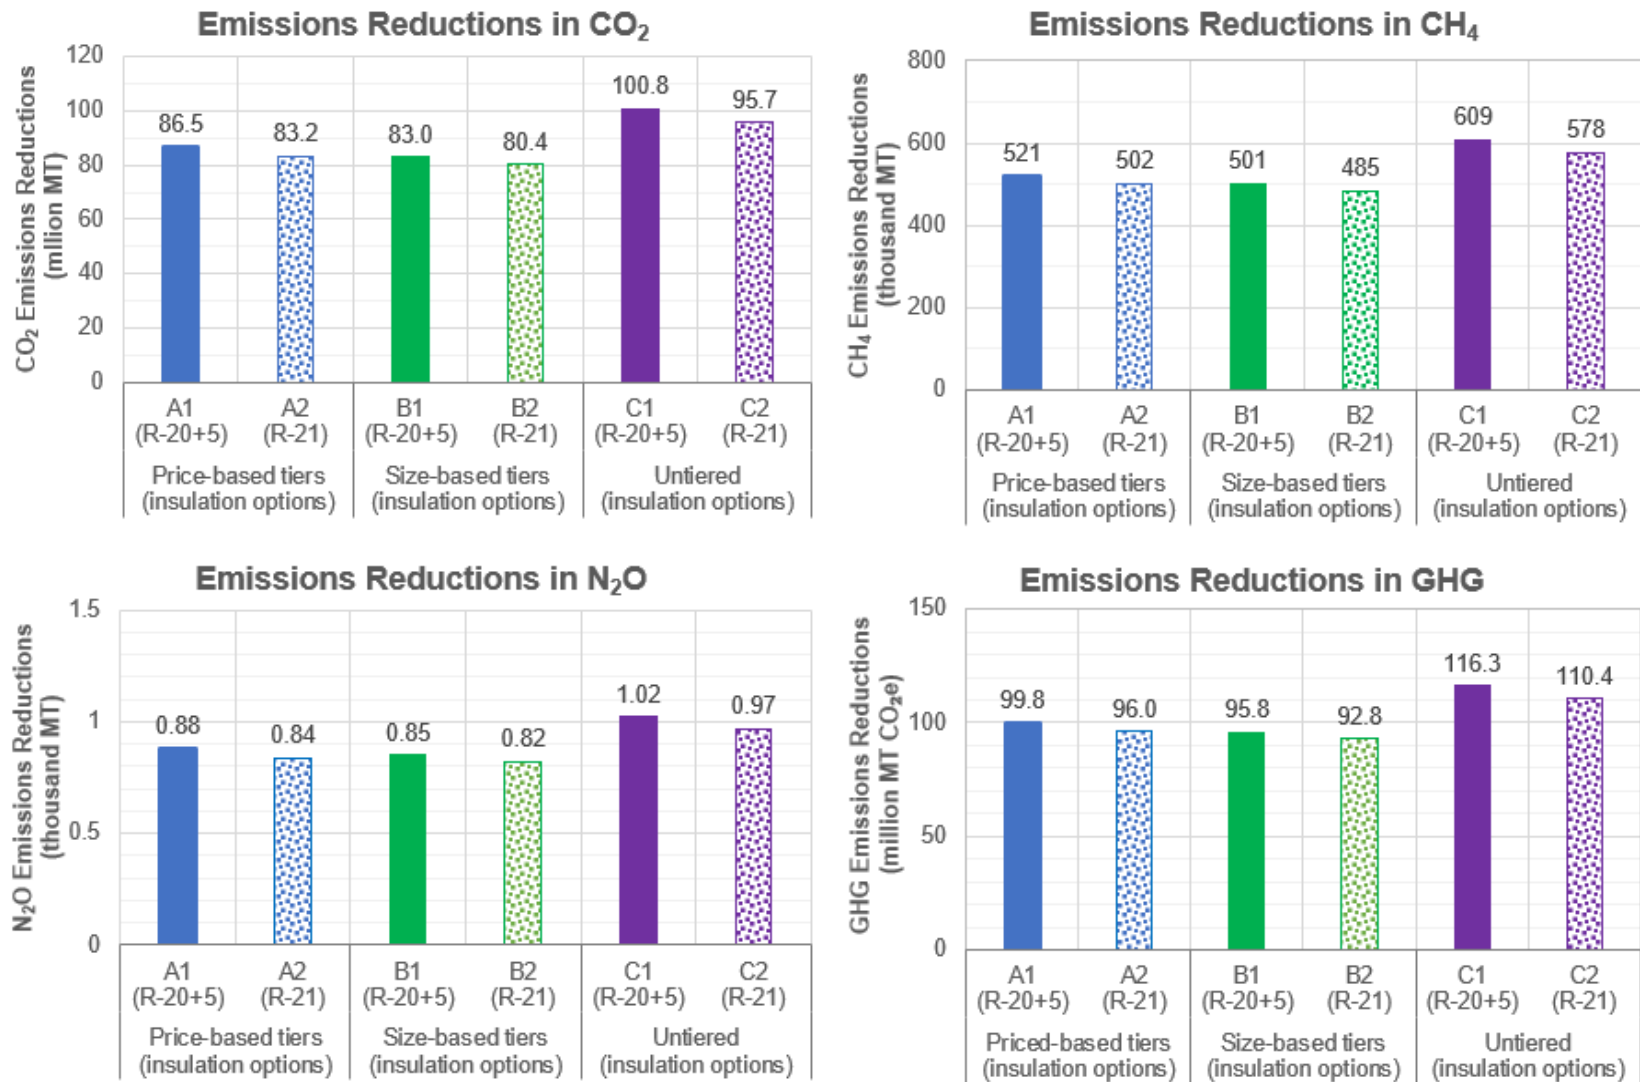 Emissions Reductions in CO₂
CO₂ Emissions Reductions
(million MT)
120
100
80
60
40
20
0
86.5
83.2
83.0
80.4
100.8
95.7
A1 A2 B1 B2 C1 C2
(R-20+5) (R-21) (R-20+5) (R-21) (R-20+5) (R-21)
Price-based tiers Size-based tiers Untiered
(insulation options) (insulation options) (insulation options)
Emissions Reductions in CH₄
CH₄ Emissions Reductions
(thousand MT)
800
600
400
200
0
521
502
501
485
609
578
A1 A2 B1 B2 C1 C2
(R-20+5) (R-21) (R-20+5) (R-21) (R-20+5) (R-21)
Price-based tiers Size-based tiers Untiered
(insulation options) (insulation options) (insulation options)
Emissions Reductions in N₂O
N₂O Emissions Reductions
(thousand MT)
1.5
1
0.5
0
0.88
0.84
0.85
0.82
1.02
0.97
A1 A2 B1 B2 C1 C2
(R-20+5) (R-21) (R-20+5) (R-21) (R-20+5) (R-21)
Price-based tiers Size-based tiers Untiered
(insulation options) (insulation options) (insulation options)
Emissions Reductions in GHG
GHG Emissions Reductions
(million MT CO₂e)
150
100
50
0
99.8
96.0
95.8
92.8
116.3
110.4
A1 A2 B1 B2 C1 C2
(R-20+5) (R-21) (R-20+5) (R-21) (R-20+5) (R-21)
Priced-based tiers Size-based tiers Untiered
(insulation options) (insulation options) (insulation options)